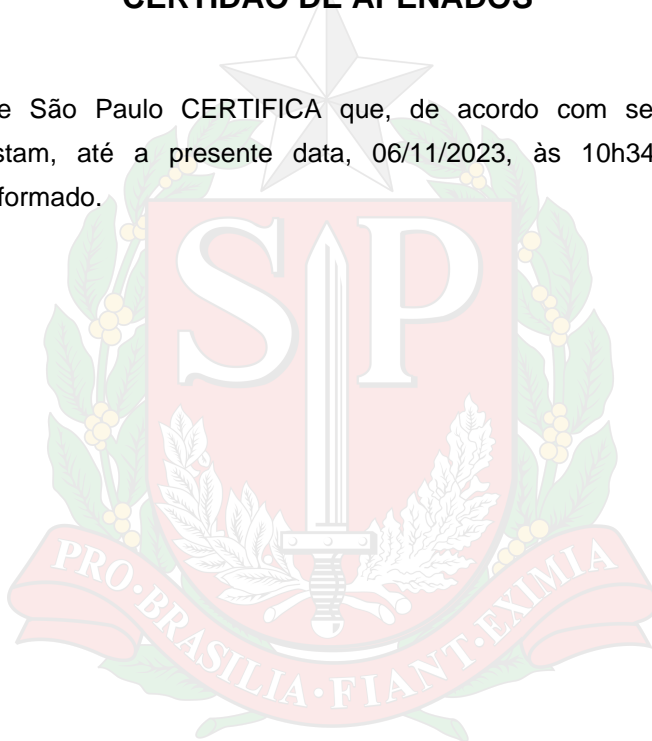 CERTIDÃO DE APENADOS
e São Paulo CERTIFICA que, de acordo com se
stam, até a presente data, 06/11/2023, às 10h34
formado.
SP
PRO·BRASILIA·FIANT·EXIMIA